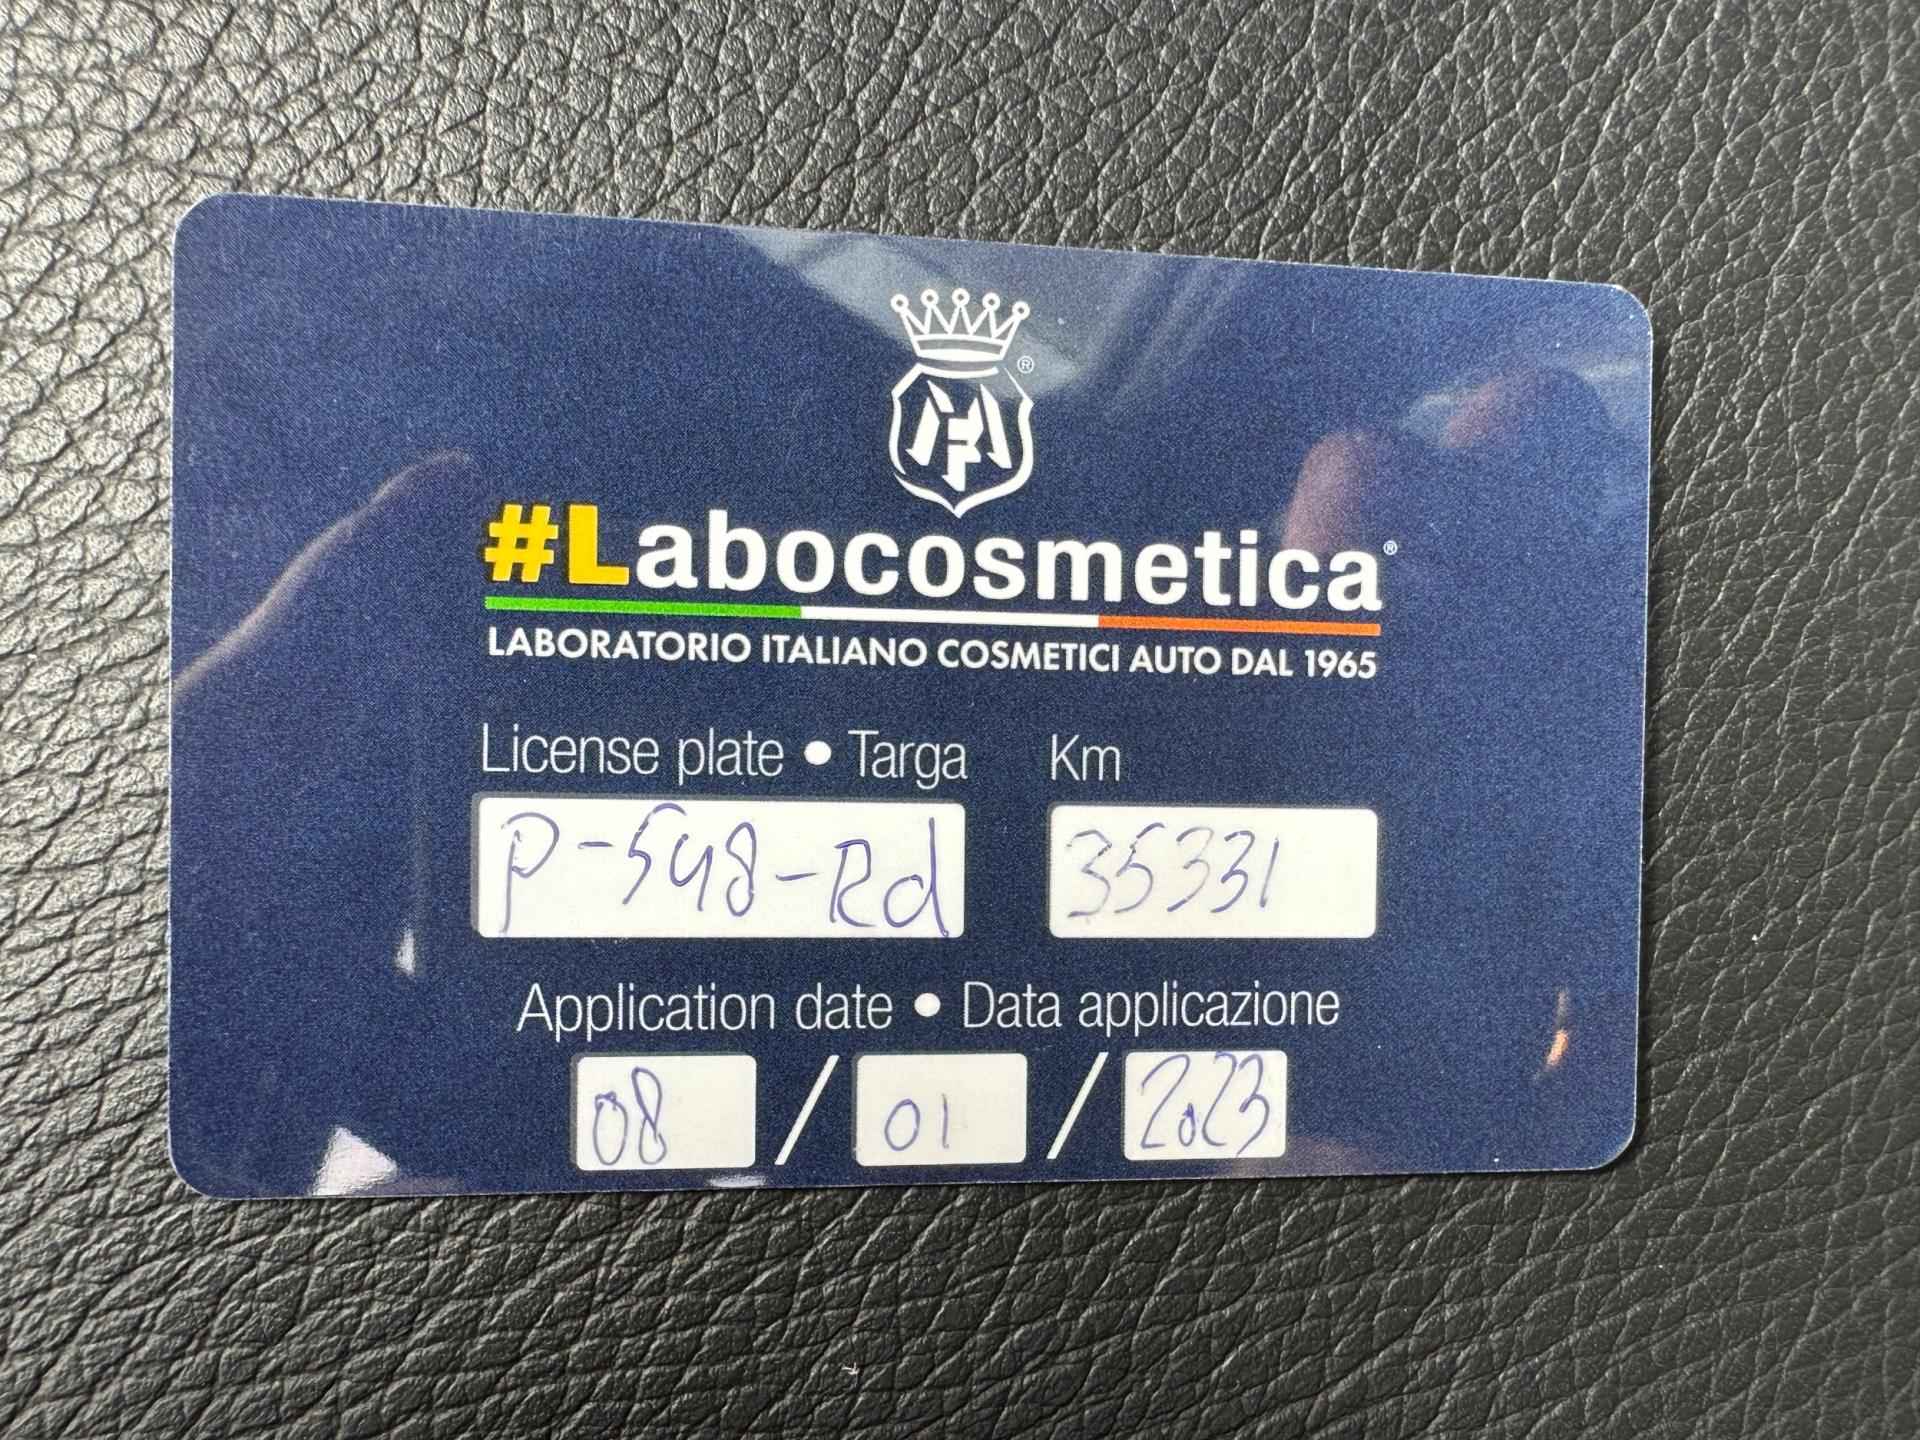 #Labocosmetica®
LABORATORIO ITALIANO COSMETICI AUTO DAL 1965
License plate • Targa Km
P-548-Rd 35331
Application date • Data applicazione
08 / 01 / 2023